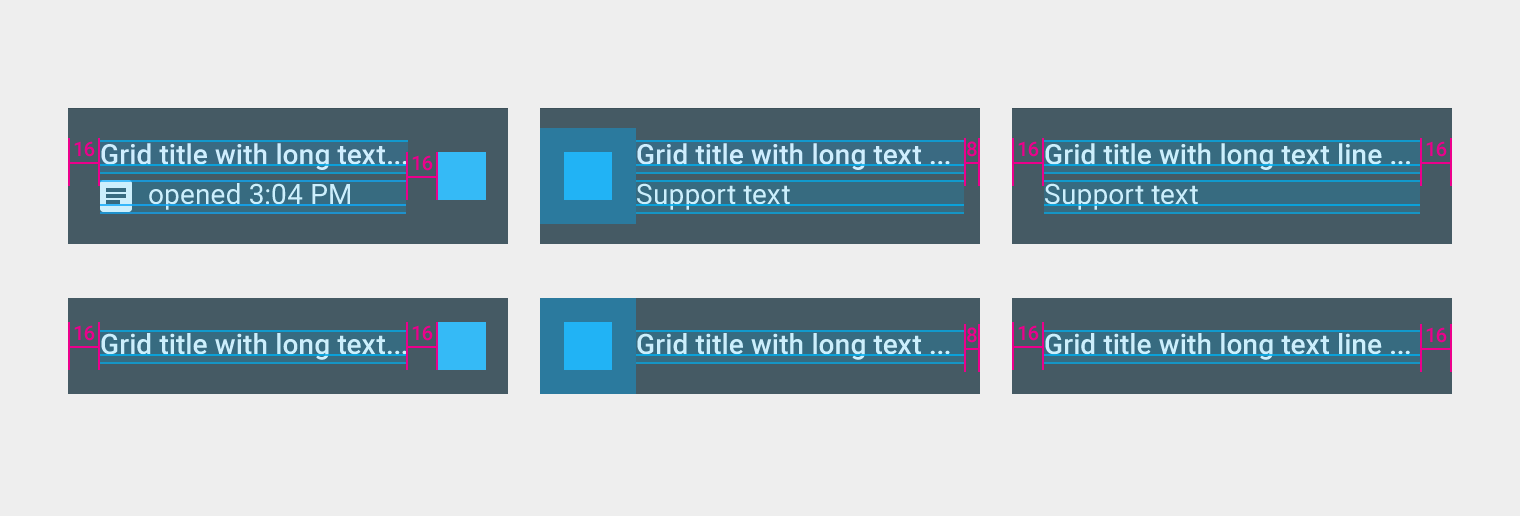 16 Grid title with long text... 16
opened 3:04 PM
Grid title with long text ... 8
Support text
16 Grid title with long text line ... 16
Support text
16 Grid title with long text... 16
Grid title with long text ... 8
16 Grid title with long text line ... 16